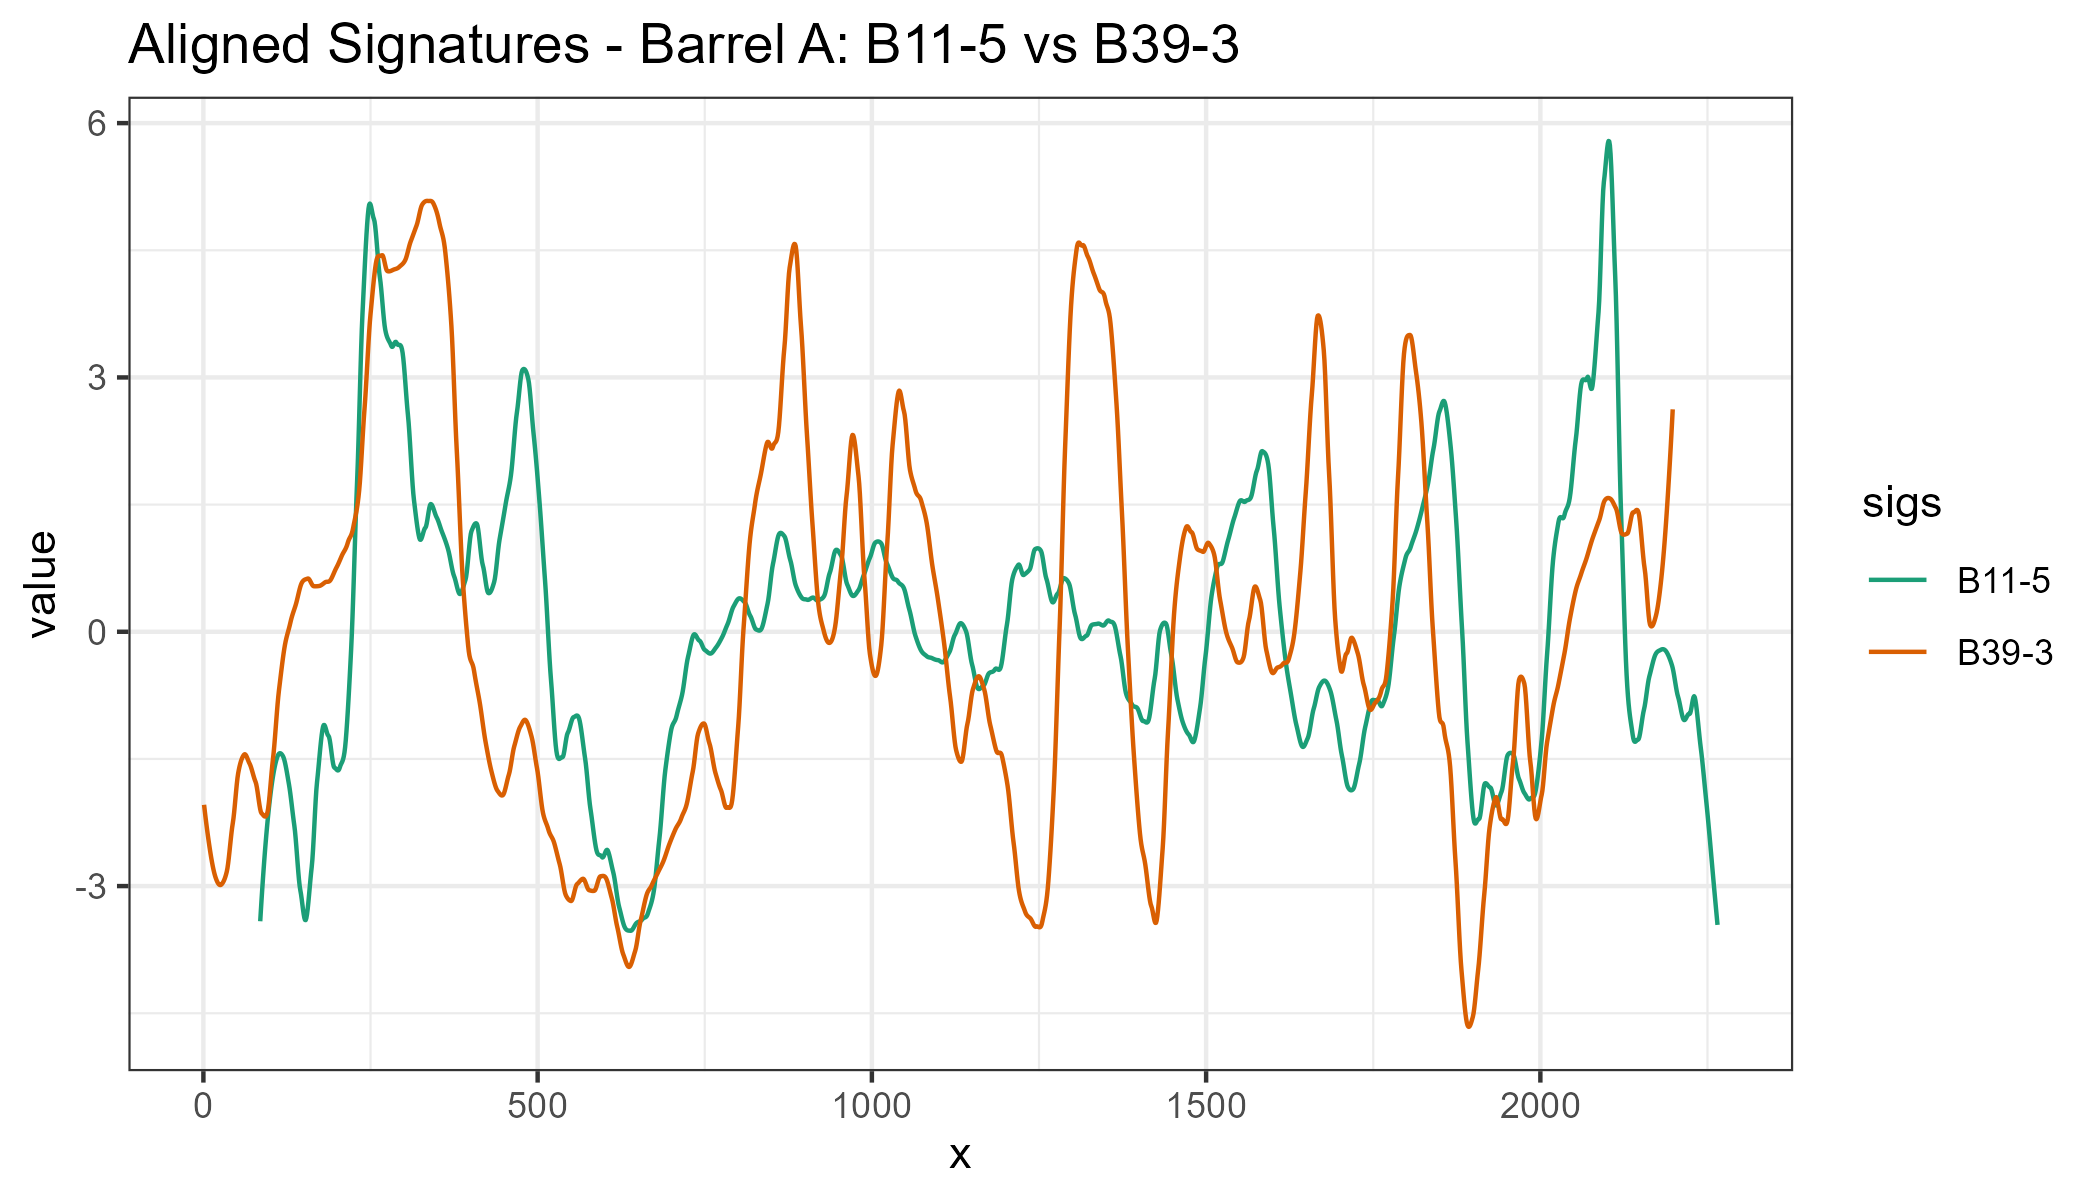 Aligned Signatures - Barrel A: B11-5 vs B39-3
value
6
3
0
-3
0
500
1000
1500
2000
x
sigs
B11-5
B39-3